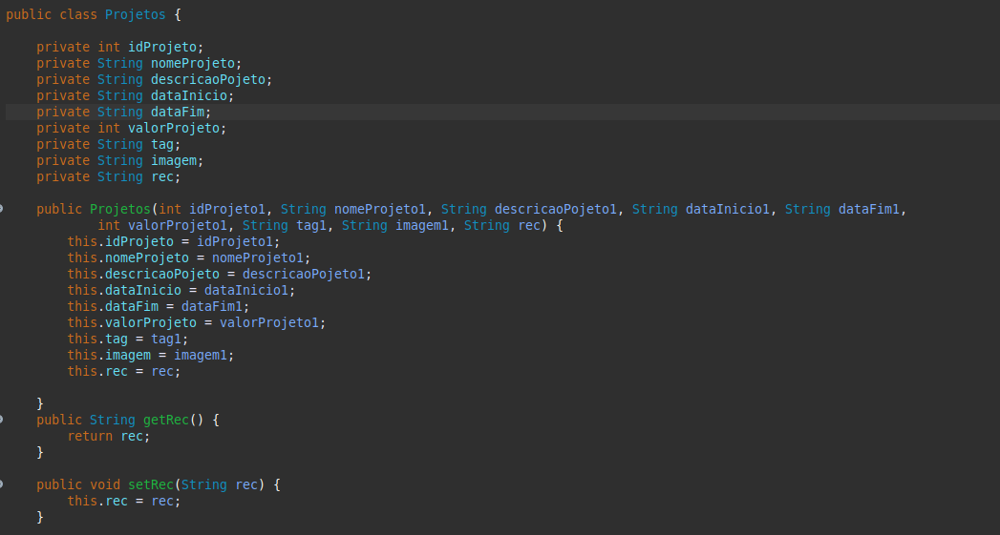 public class Projetos {
private int idProjeto;
private String nomeProjeto;
private String descricaoPojeto;
private String dataInicio;
private String dataFim;
private int valorProjeto;
private String tag;
private String imagem;
private String rec;
public Projetos(int idProjeto1, String nomeProjeto1, String descricaoPojeto1, String dataInicio1, String dataFim1,
int valorProjeto1, String tag1, String imagem1, String rec) {
this.idProjeto = idProjeto1;
this.nomeProjeto = nomeProjeto1;
this.descricaoPojeto = descricaoPojeto1;
this.dataInicio = dataInicio1;
this.dataFim = dataFim1;
this.valorProjeto = valorProjeto1;
this.tag = tag1;
this.imagem = imagem1;
this.rec = rec;
}
public String getRec() {
return rec;
}
public void setRec(String rec) {
this.rec = rec;
}